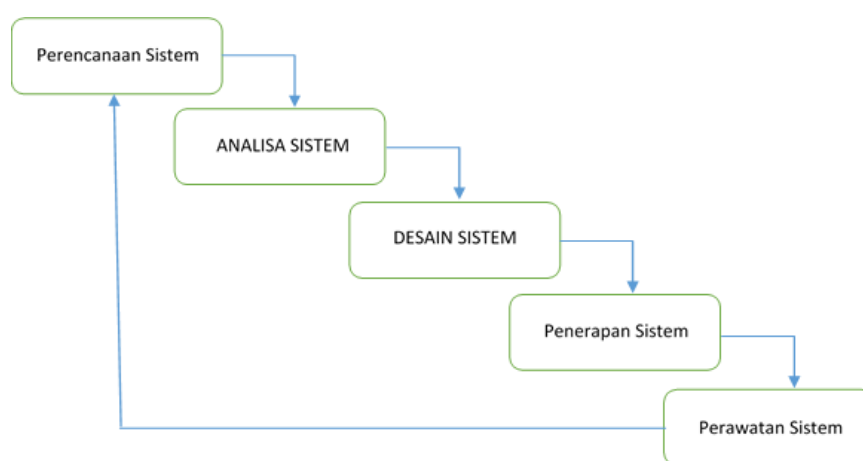 Perencanaan Sistem
ANALISA SISTEM
DESAIN SISTEM
Penerapan Sistem
Perawatan Sistem